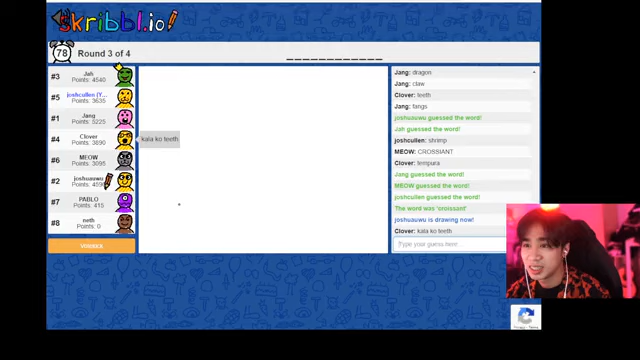 skribbl.io
78
Round 3 of 4
____________
#3 Jah
Points: 4540
#5 joshcullen
Points: 3635
#1 Jang
Points: 5225
#4 Clover
Points: 3890
kala ko teeth
#6 MEOW
Points: 3095
#2 joshuauwu
#7 PABLO
Points: 415
#8 neth
Points: 0
Jang: dragon
Jang: claw
Clover: teeth
Jang: fangs
joshuauwu guessed the word!
Jah guessed the word!
joshcullen: shrimp
MEOW: CROSSIANT
Clover: tempura
Jang guessed the word!
MEOW guessed the word!
joshcullen guessed the word!
The word was 'croissant'
joshuauwu is drawing now!
Clover: kala ko teeth
Type your guess here...